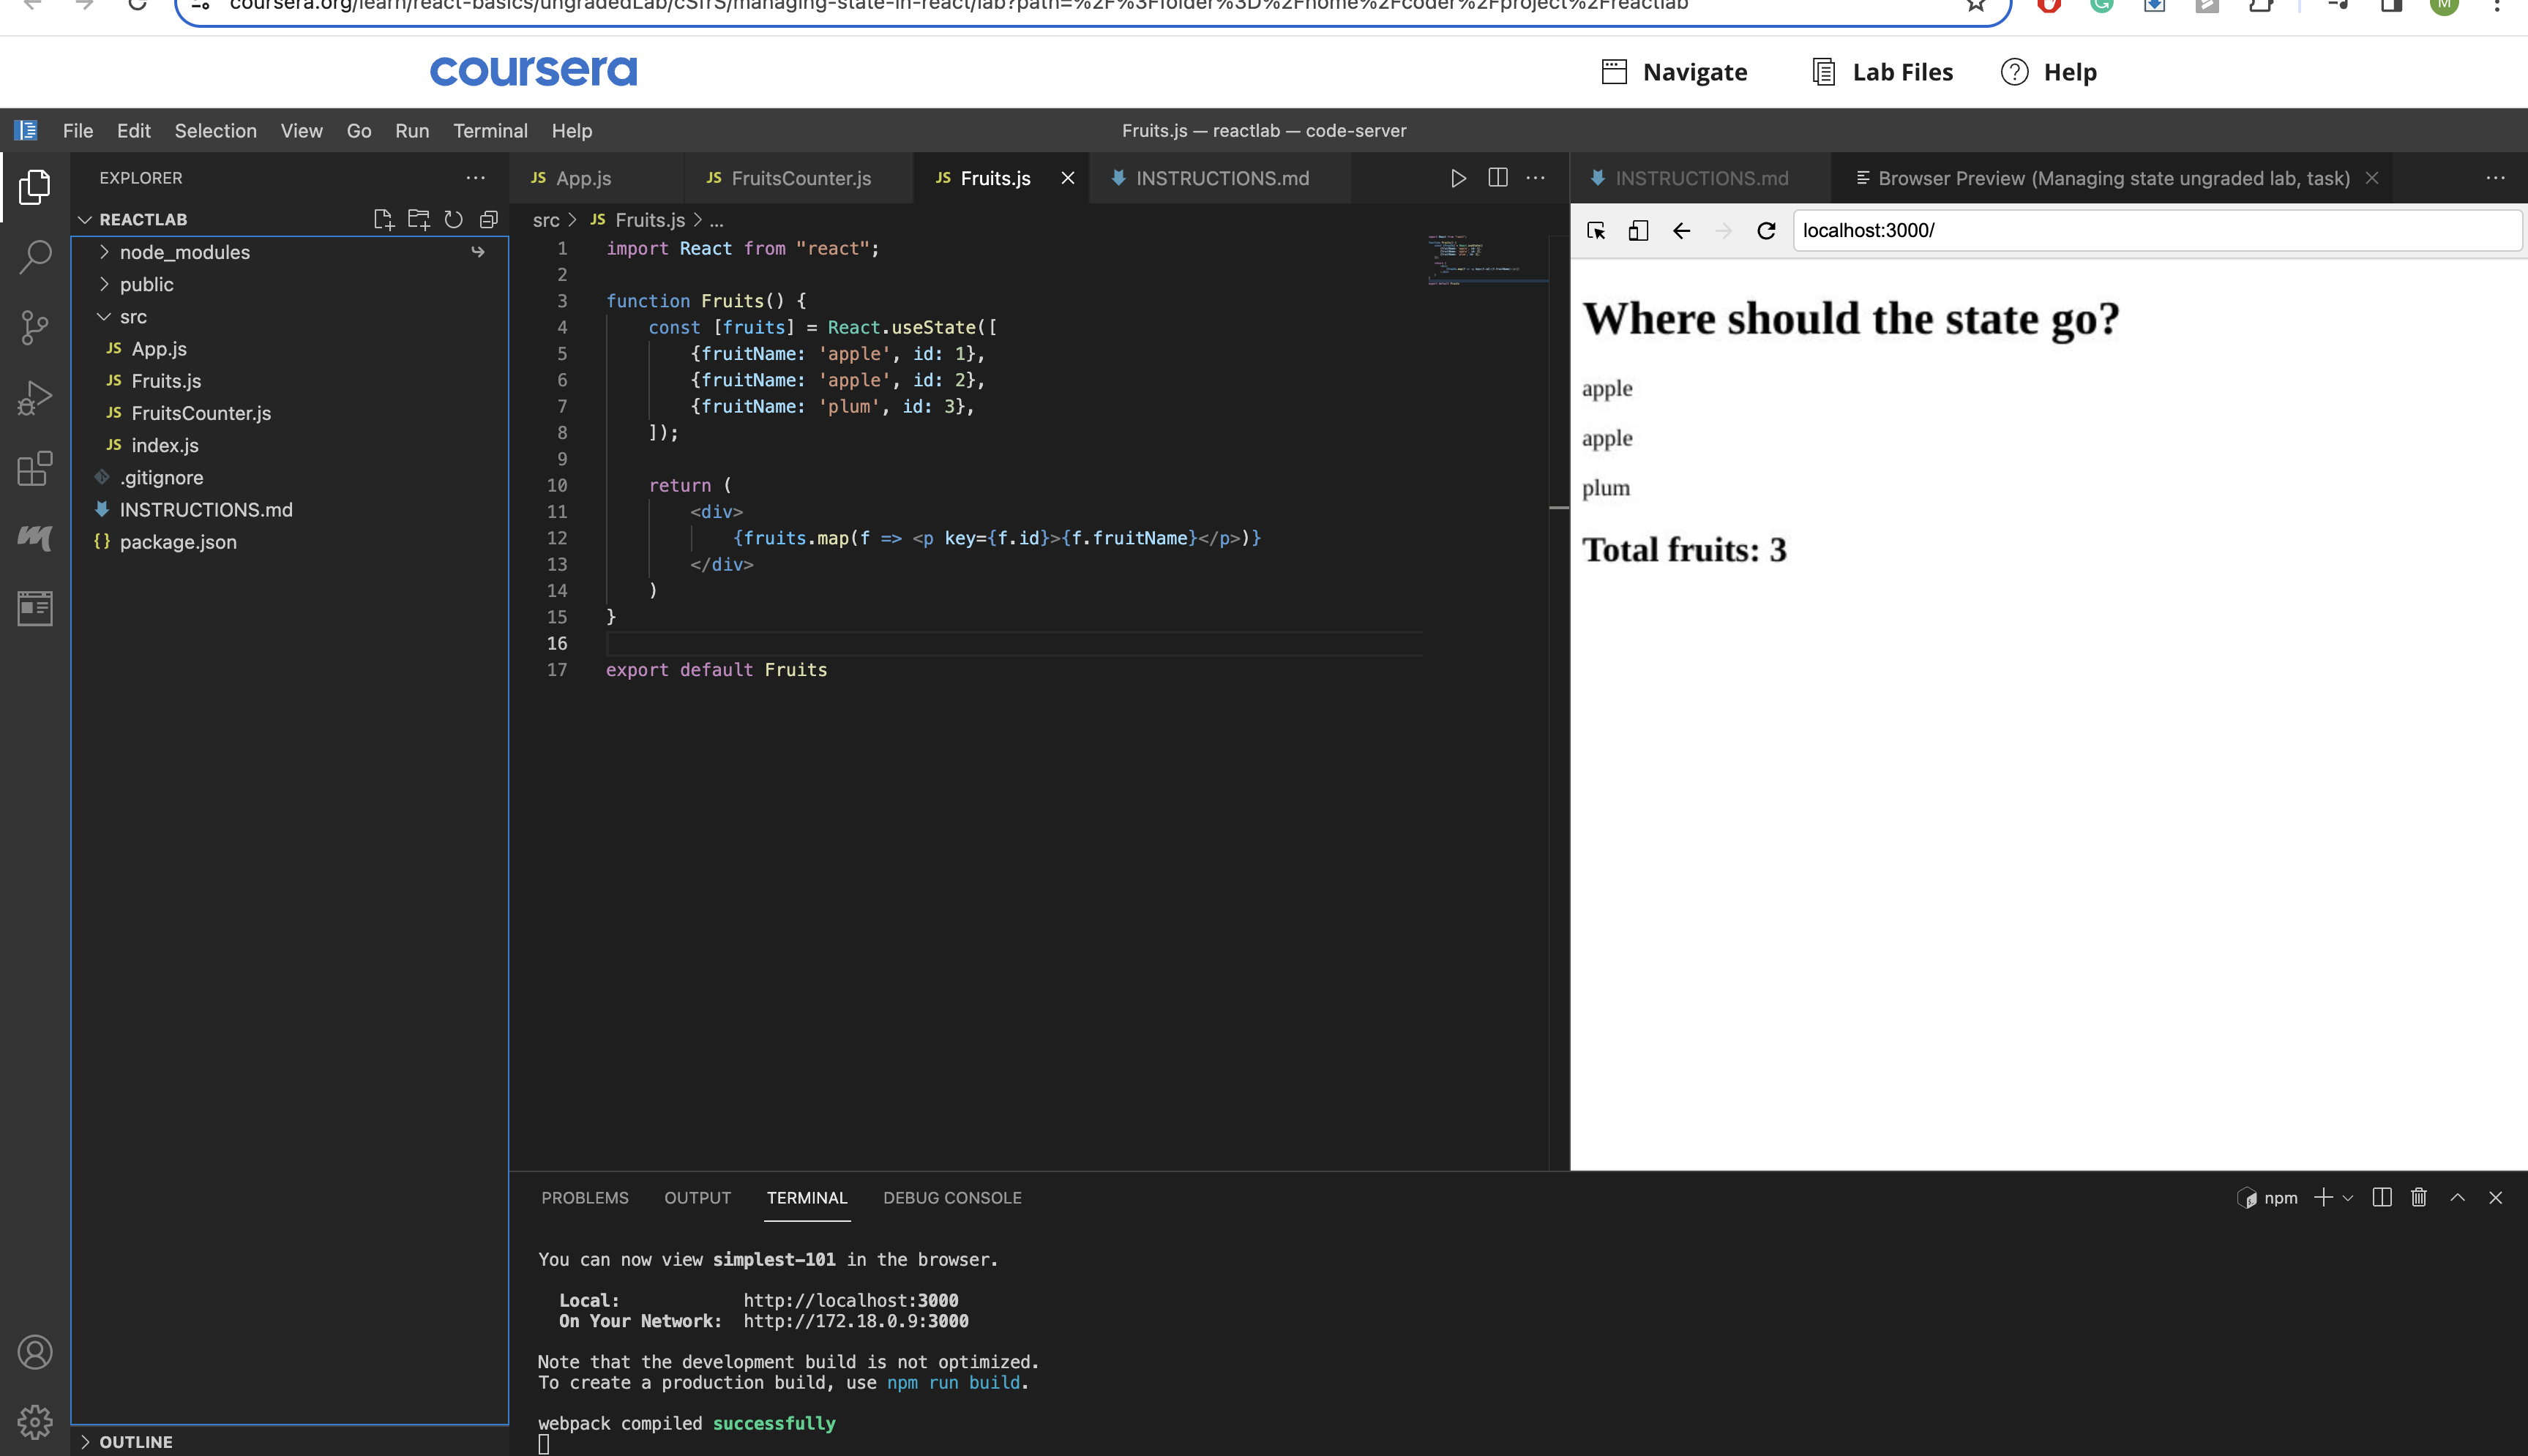 coursera.org/learn/react-basics/ungradedLab/cSfrS/managing-state-in-react/lab?path=%2F%3Ffolder%3D%2Fhome%2Fcoder%2Fproject%2Freactlab
M
coursera
Navigate
Lab Files
Help
File Edit Selection View Go Run Terminal Help
Fruits.js — reactlab — code-server
EXPLORER
REACTLAB
node_modules
public
src
JS App.js
JS Fruits.js
JS FruitsCounter.js
JS index.js
.gitignore
INSTRUCTIONS.md
{} package.json
OUTLINE
JS App.js
JS FruitsCounter.js
JS Fruits.js
INSTRUCTIONS.md
src > JS Fruits.js > ...
1 import React from "react";
2
3 function Fruits() {
4 const [fruits] = React.useState([
5 {fruitName: 'apple', id: 1},
6 {fruitName: 'apple', id: 2},
7 {fruitName: 'plum', id: 3},
8 ]);
9
10 return (
11 <div>
12 {fruits.map(f => <p key={f.id}>{f.fruitName}</p>)}
13 </div>
14 )
15 }
16
17 export default Fruits
INSTRUCTIONS.md
Browser Preview (Managing state ungraded lab, task)
localhost:3000/
Where should the state go?
apple
apple
plum
Total fruits: 3
PROBLEMS OUTPUT TERMINAL DEBUG CONSOLE
npm
You can now view simplest-101 in the browser.
Local: http://localhost:3000
On Your Network: http://172.18.0.9:3000
Note that the development build is not optimized.
To create a production build, use npm run build.
webpack compiled successfully